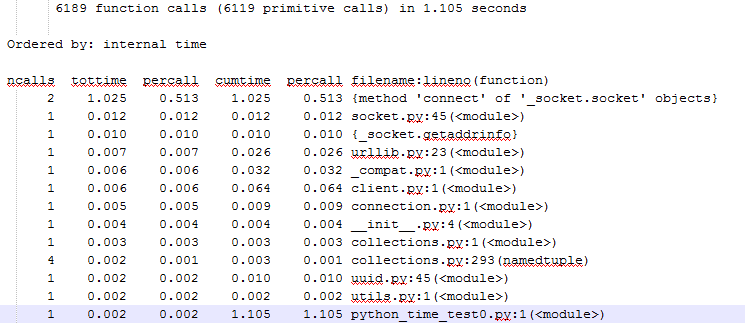 6189 function calls (6119 primitive calls) in 1.105 seconds
Ordered by: internal time
ncalls tottime percall cumtime percall filename:lineno(function)
2 1.025 0.513 1.025 0.513 {method 'connect' of '_socket.socket' objects}
1 0.012 0.012 0.012 0.012 socket.py:45(<module>)
1 0.010 0.010 0.010 0.010 {_socket.getaddrinfo}
1 0.007 0.007 0.026 0.026 urllib.py:23(<module>)
1 0.006 0.006 0.032 0.032 _compat.py:1(<module>)
1 0.006 0.006 0.064 0.064 client.py:1(<module>)
1 0.005 0.005 0.009 0.009 connection.py:1(<module>)
1 0.004 0.004 0.004 0.004 __init__.py:4(<module>)
1 0.003 0.003 0.003 0.003 collections.py:1(<module>)
4 0.002 0.001 0.003 0.001 collections.py:293(namedtuple)
1 0.002 0.002 0.010 0.010 uuid.py:45(<module>)
1 0.002 0.002 0.002 0.002 utils.py:1(<module>)
1 0.002 0.002 1.105 1.105 python_time_test0.py:1(<module>)